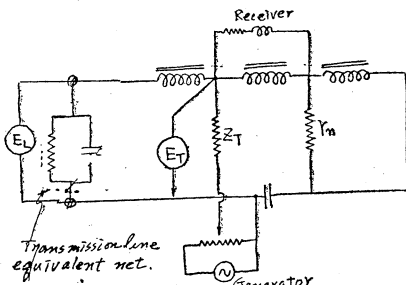 Receiver
E_L
E_T
Z_T
r_n
Transmission line
equivalent net.
Generator